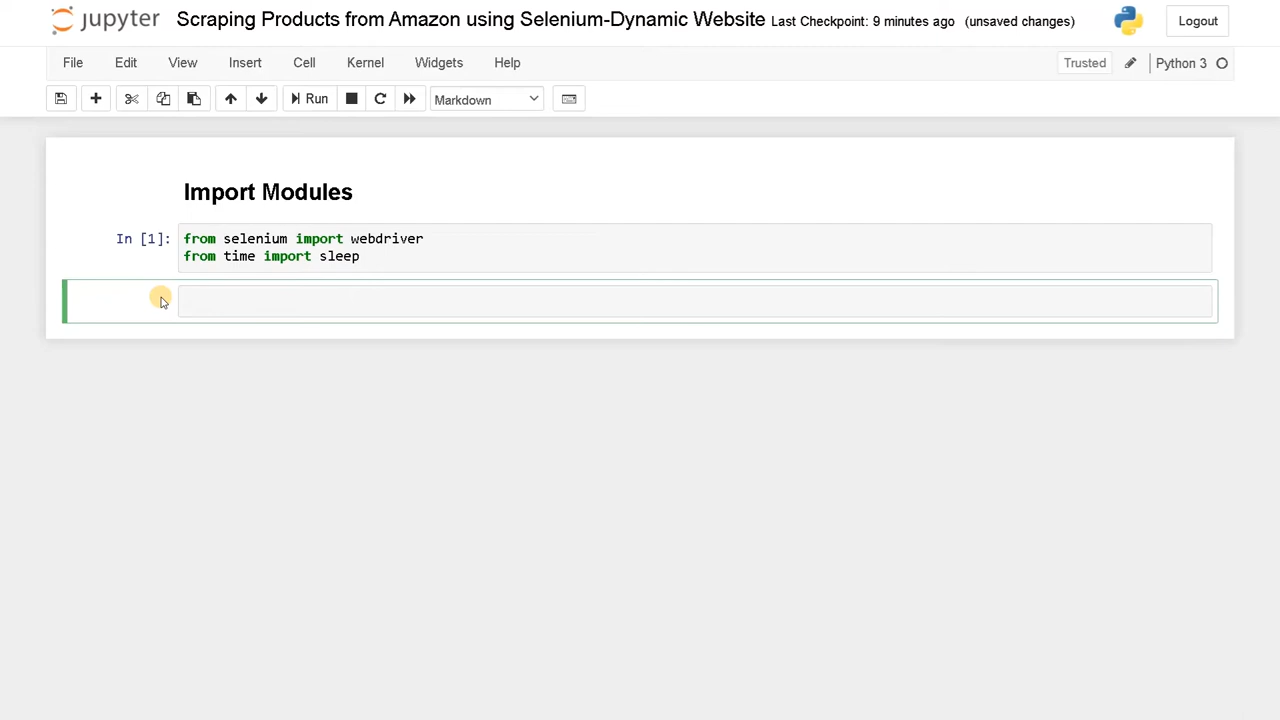 jupyter Scraping Products from Amazon using Selenium-Dynamic Website Last Checkpoint: 9 minutes ago (unsaved changes) Logout
File Edit View Insert Cell Kernel Widgets Help Trusted Python 3
Run Markdown
Import Modules
In [1]: from selenium import webdriver
from time import sleep